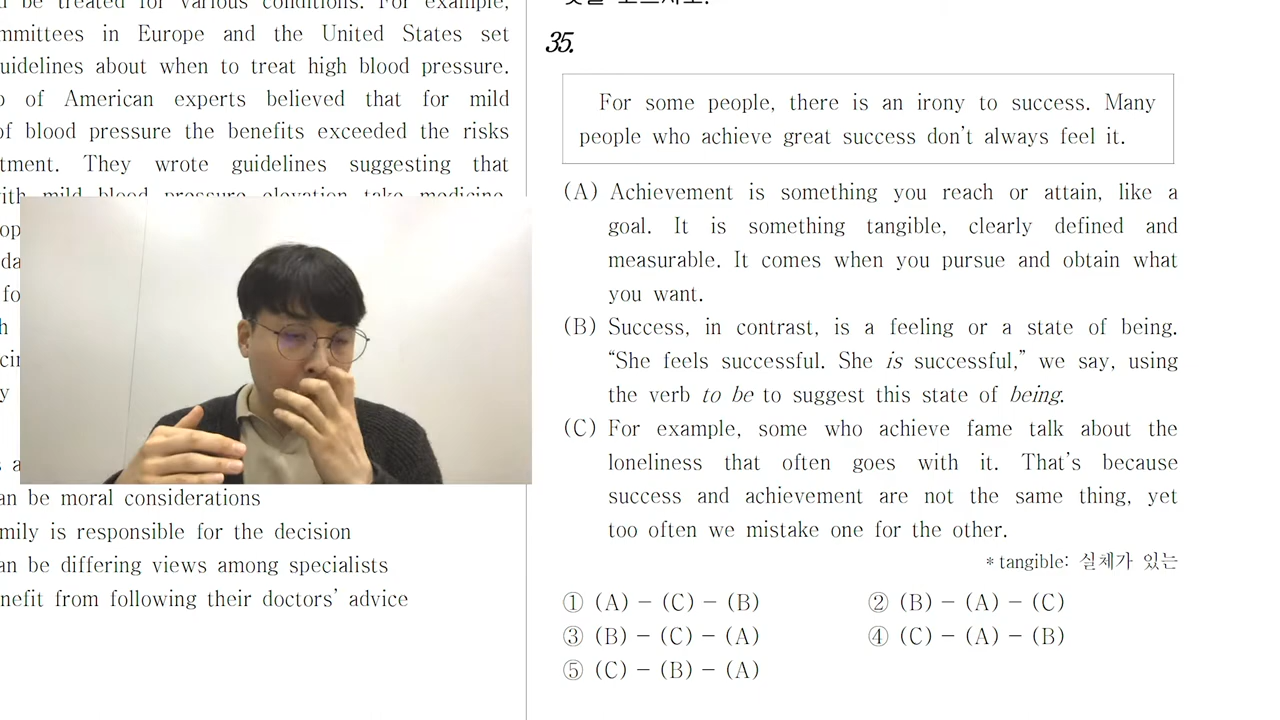 be treated for various conditions. For example,
in Europe and the United States set
about when to treat high blood pressure.
of American experts believed that for mild
of blood pressure the benefits exceeded the risks
They wrote guidelines suggesting that
mild blood pressure elevation take medicine.
can be moral considerations
is responsible for the decision
can be differing views among specialists
from following their doctors' advice
35.
For some people, there is an irony to success. Many
people who achieve great success don't always feel it.
(A) Achievement is something you reach or attain, like a
goal. It is something tangible, clearly defined and
measurable. It comes when you pursue and obtain what
you want.
(B) Success, in contrast, is a feeling or a state of being.
“She feels successful. She is successful,” we say, using
the verb to be to suggest this state of being.
(C) For example, some who achieve fame talk about the
loneliness that often goes with it. That's because
success and achievement are not the same thing, yet
too often we mistake one for the other.
* tangible: 실체가 있는
① (A) - (C) - (B)
② (B) - (A) - (C)
③ (B) - (C) - (A)
④ (C) - (A) - (B)
⑤ (C) - (B) - (A)